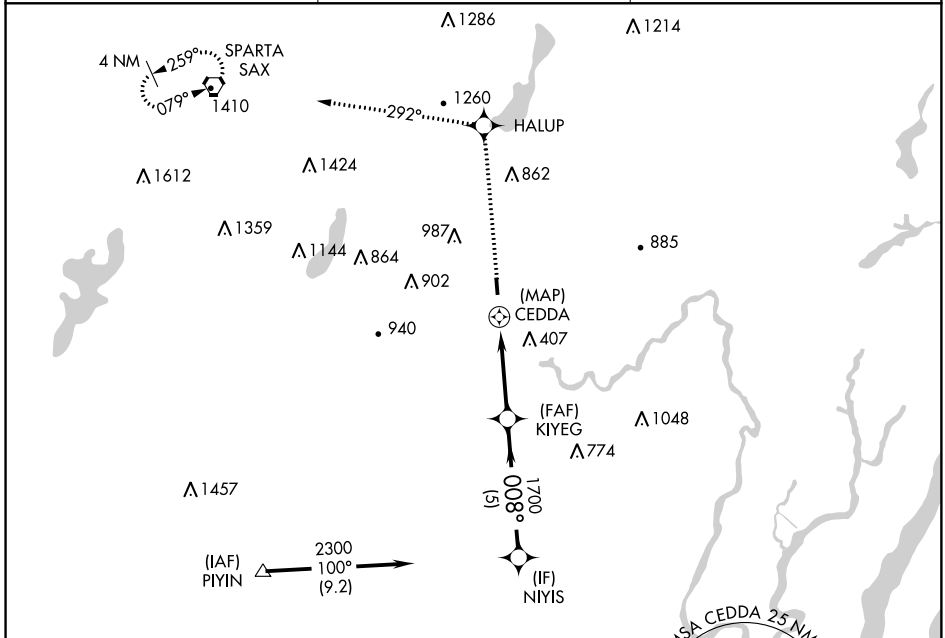 1286
1214
4 NM
259°
SPARTA
SAX
079°
1410
292°
1260
HALUP
1612
1424
862
1359
987
1144
864
885
902
(MAP)
CEDDA
940
407
(FAF)
KIYEG
1048
774
1457
1700
008°
(5)
(IAF)
PIYIN
2300
100°
(9.2)
(IF)
NIYIS
MSA CEDDA 25 NM